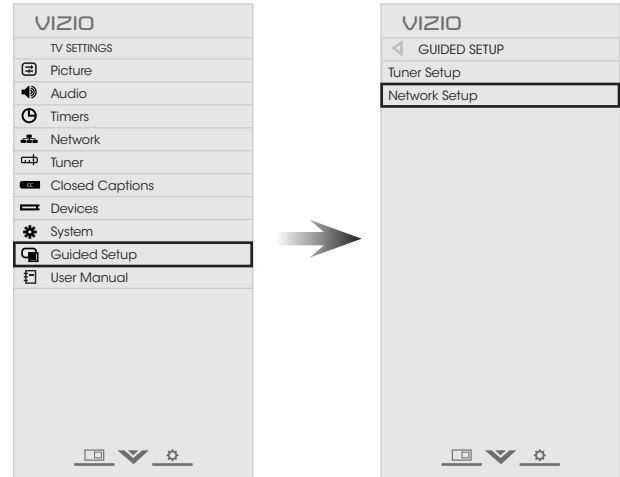 VIZIO
TV SETTINGS
Picture
Audio
Timers
Network
Tuner
CC Closed Captions
Devices
System
Guided Setup
User Manual
VIZIO
GUIDED SETUP
Tuner Setup
Network Setup